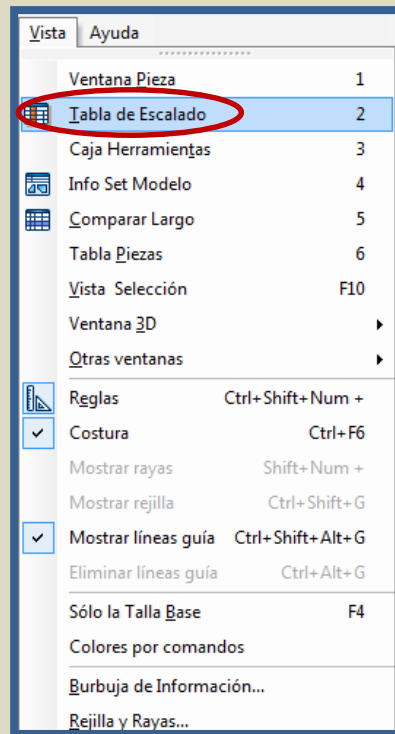 Vista Ayuda
Ventana Pieza 1
Tabla de Escalado 2
Caja Herramientas 3
Info Set Modelo 4
Comparar Largo 5
Tabla Piezas 6
Vista Selección F10
Ventana 3D
Otras ventanas
Reglas Ctrl+Shift+Num +
Costura Ctrl+F6
Mostrar rayas Shift+Num +
Mostrar rejilla Ctrl+Shift+G
Mostrar líneas guía Ctrl+Shift+Alt+G
Eliminar líneas guía Ctrl+Alt+G
Sólo la Talla Base F4
Colores por comandos
Burbuja de Información...
Rejilla y Rayas...